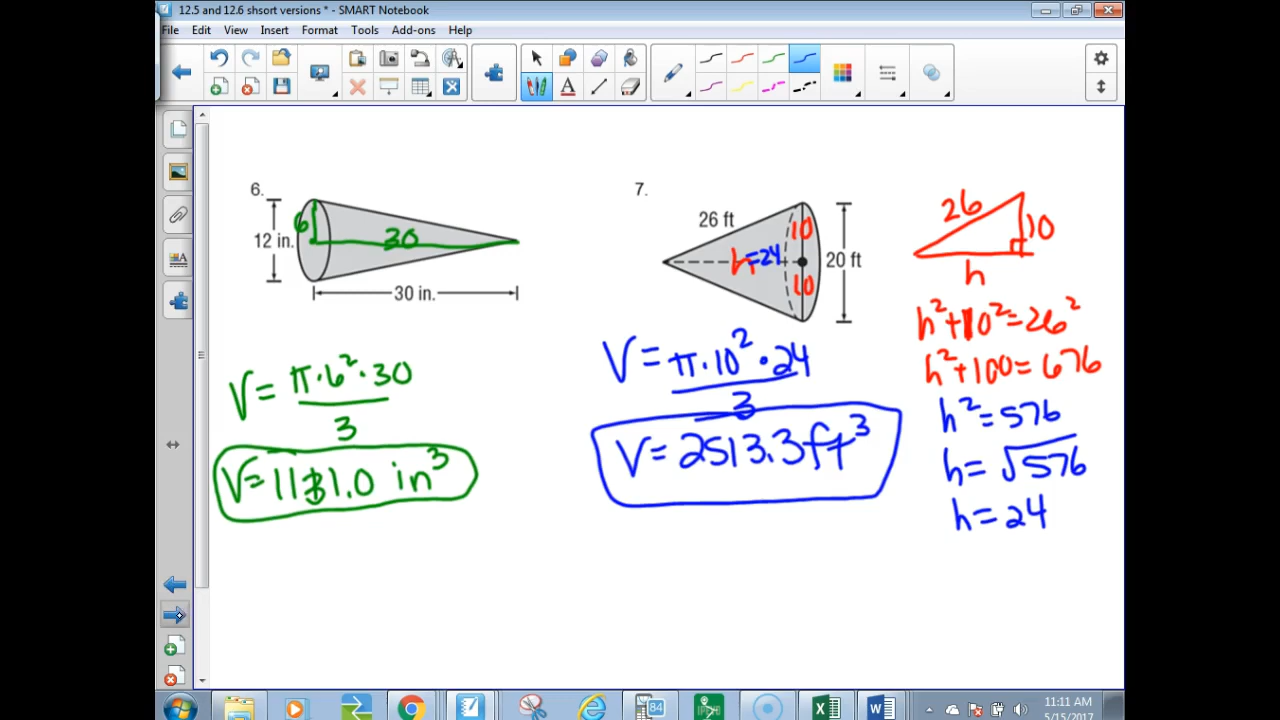 12.5 and 12.6 shsort versions * - SMART Notebook
File Edit View Insert Format Tools Add-ons Help
6.
12 in.
6
30
30 in.
V = π·6²·30
3
V=1131.0 in³
7.
26 ft
10
h=24
10
20 ft
V = π·10²·24
3
V= 2513.3ft³
26
10
h
h²+10²=26²
h²+100=676
h²=576
h=√576
h=24
84
11:11 AM
5/15/2017